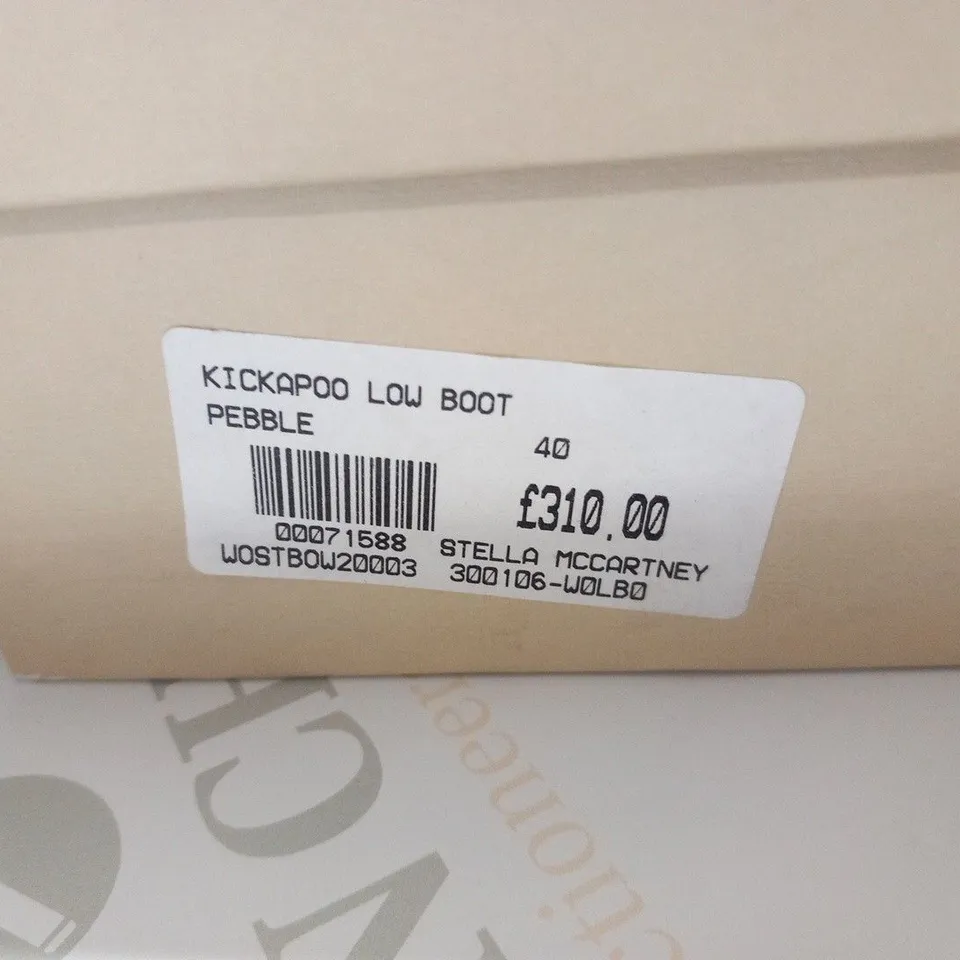 KICKAPOO LOW BOOT
PEBBLE
40
£310.00
00071588 STELLA MCCARTNEY
WOSTBOW20003 300106-W0LB0